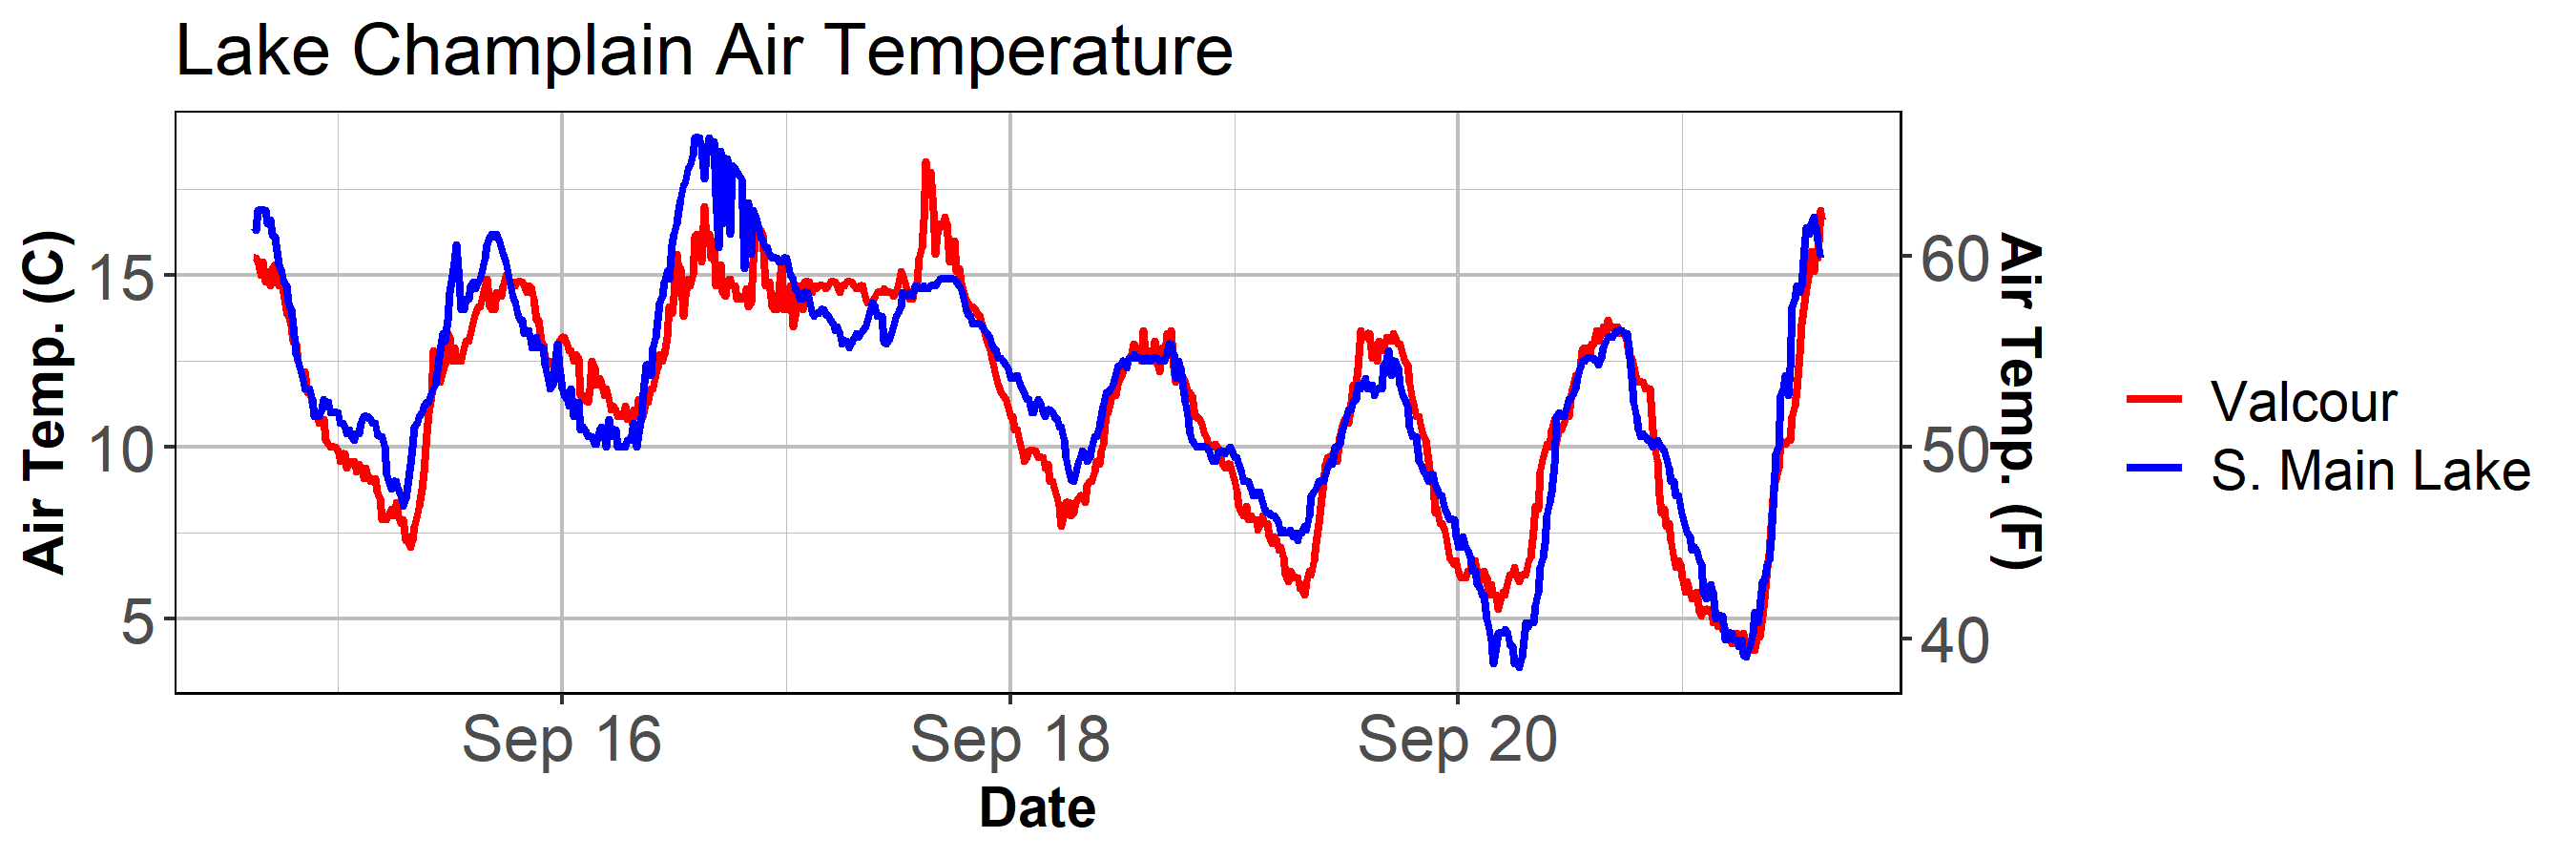 Lake Champlain Air Temperature
Air Temp. (C)
15
10
5
60
50
40
Air Temp. (F)
Sep 16
Sep 18
Sep 20
Date
Valcour
S. Main Lake